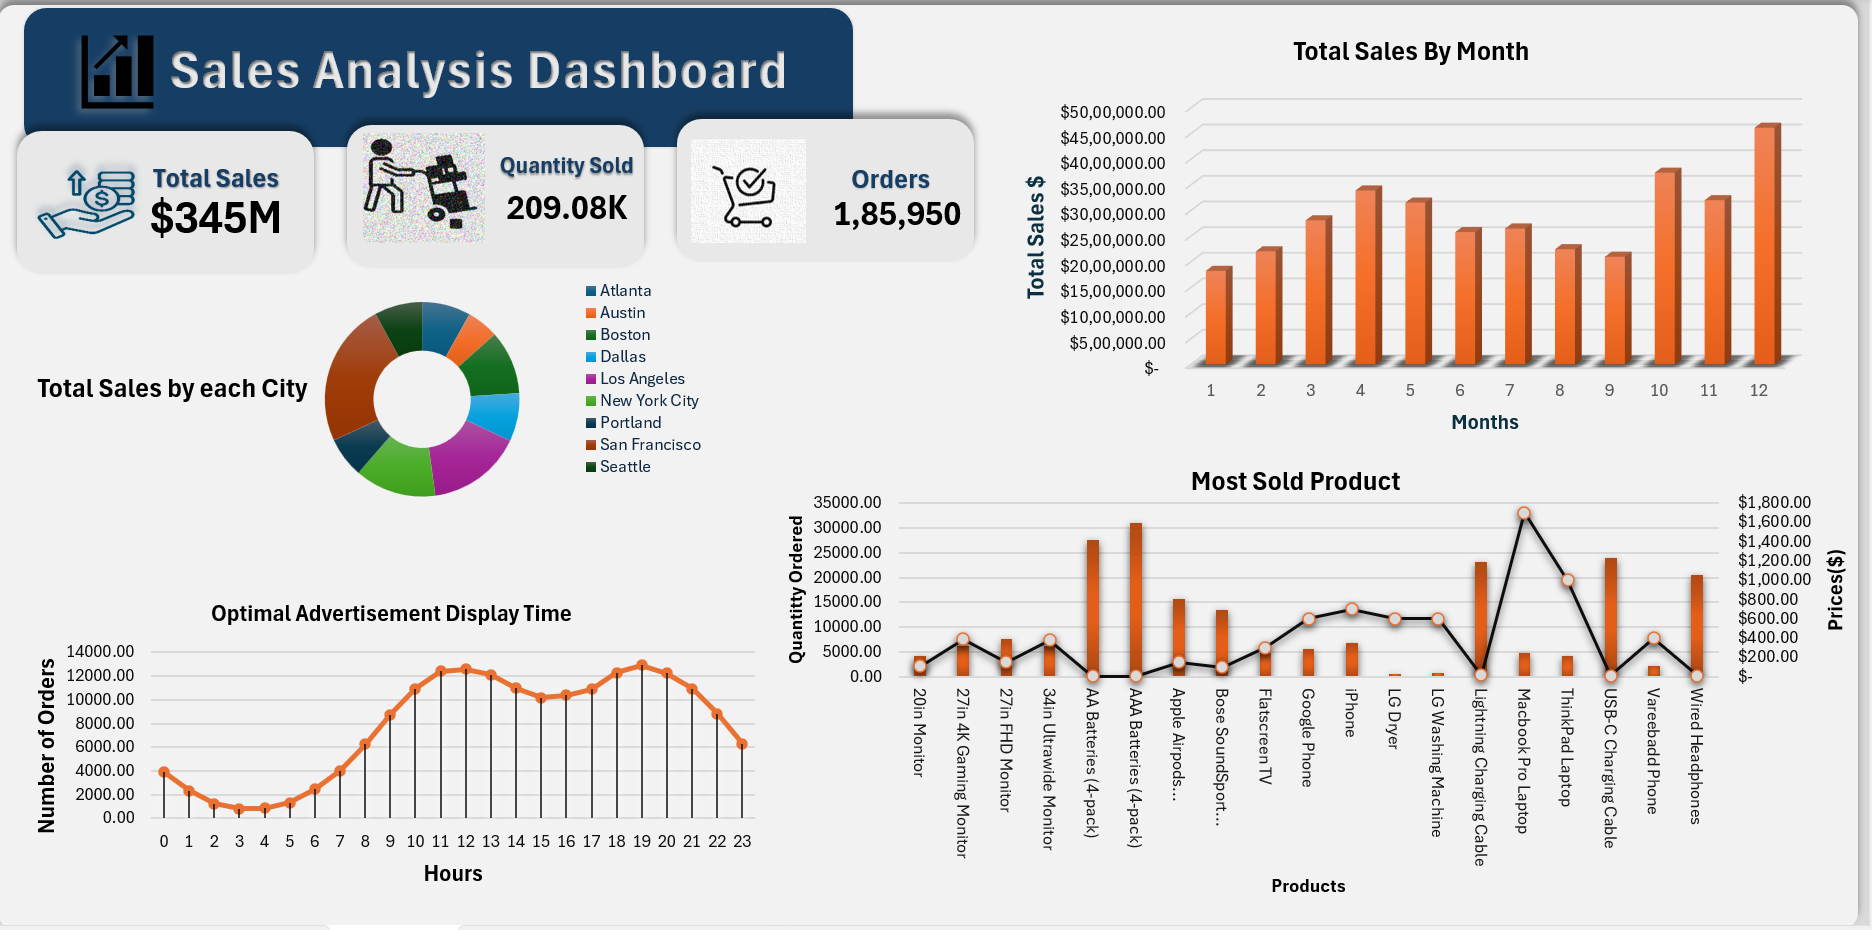 Sales Analysis Dashboard
Total Sales
$345M
Quantity Sold
209.08K
Orders
1,85,950
Total Sales by each City
Atlanta
Austin
Boston
Dallas
Los Angeles
New York City
Portland
San Francisco
Seattle
Total Sales By Month
Total Sales $
$50,00,000.00
$45,00,000.00
$40,00,000.00
$35,00,000.00
$30,00,000.00
$25,00,000.00
$20,00,000.00
$15,00,000.00
$10,00,000.00
$5,00,000.00
$-
1 2 3 4 5 6 7 8 9 10 11 12
Months
Optimal Advertisement Display Time
Number of Orders
14000.00
12000.00
10000.00
8000.00
6000.00
4000.00
2000.00
0.00
0 1 2 3 4 5 6 7 8 9 10 11 12 13 14 15 16 17 18 19 20 21 22 23
Hours
Most Sold Product
Quantitty Ordered
35000.00
30000.00
25000.00
20000.00
15000.00
10000.00
5000.00
0.00
$1,800.00
$1,600.00
$1,400.00
$1,200.00
$1,000.00
$800.00
$600.00
$400.00
$200.00
$-
Prices($)
20in Monitor
27in 4K Gaming Monitor
27in FHD Monitor
34in Ultrawide Monitor
AA Batteries (4-pack)
AAA Batteries (4-pack)
Apple Airpods...
Bose SoundSport...
Flatscreen TV
Google Phone
iPhone
LG Dryer
LG Washing Machine
Lightning Charging Cable
Macbook Pro Laptop
ThinkPad Laptop
USB-C Charging Cable
Vareebad Phone
Wired Headphones
Products